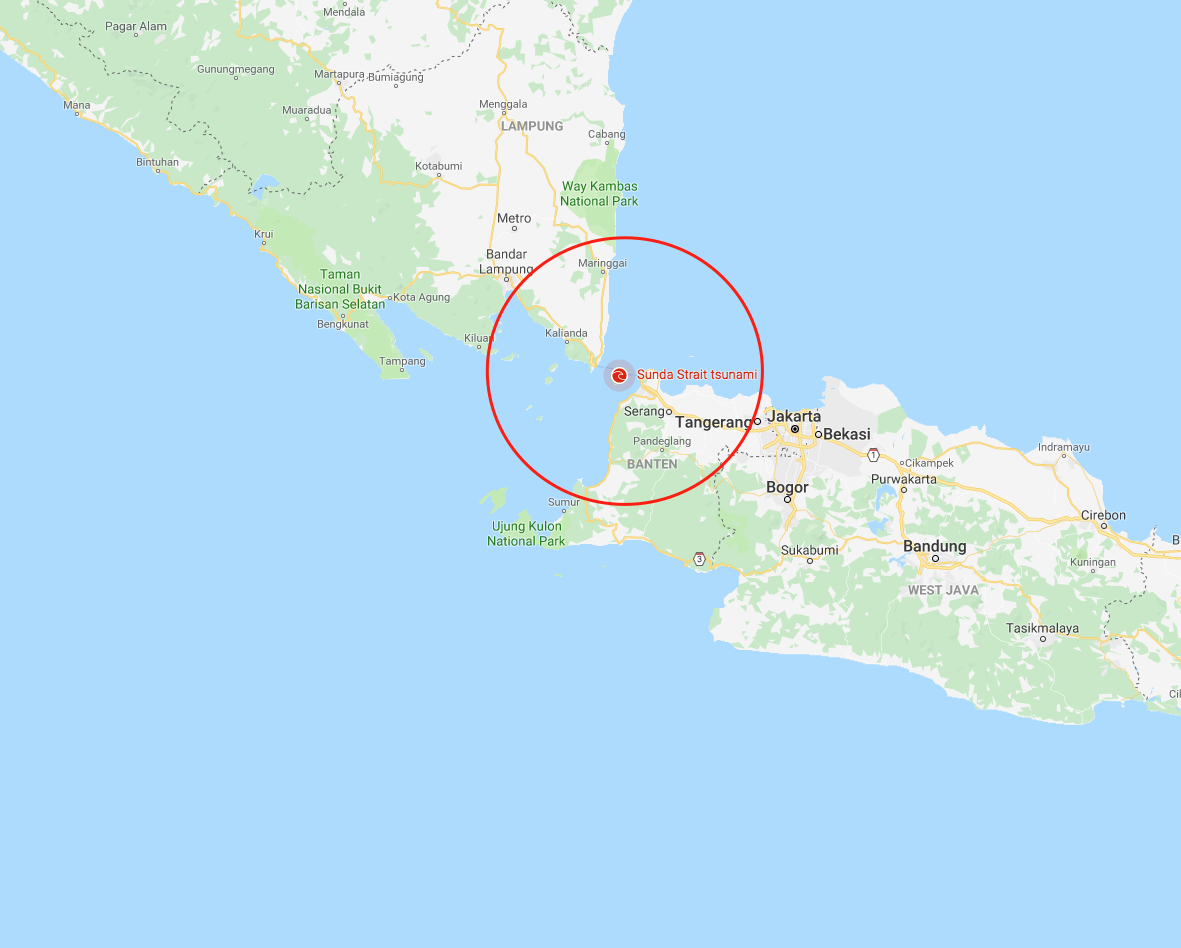 Mendala
Pagar Alam
Gunungmegang
Martapura
Bumiagung
Mana
Menggala
Muaradua
LAMPUNG
Cabang
Bintuhan
Kotabumi
Way Kambas
National Park
Metro
Krui
Bandar
Lampung
Maringgai
Taman
Nasional Bukit
Barisan Selatan
Kota Agung
Bengkunat
Kiluan
Kalianda
Tampang
Sunda Strait tsunami
Serang
Tangerang
Jakarta
Bekasi
Pandeglang
BANTEN
1
Cikampek
Indramayu
Purwakarta
Bogor
Sumur
Cirebon
Ujung Kulon
National Park
B
3
Sukabumi
Bandung
Kuningan
WEST JAVA
Tasikmalaya
Cil